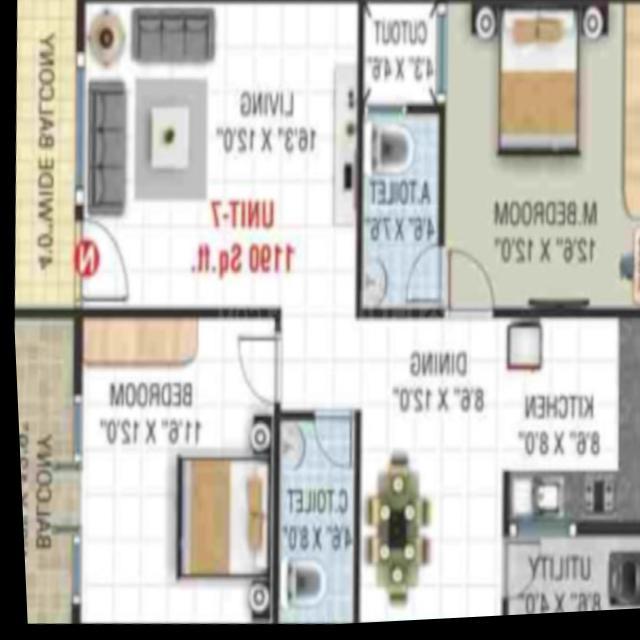 CUTOUT
4'3" X 4'6"
LIVING
16'3" X 12'0"
4'0" WIDE BALCONY
A.TOILET
4'6" X 7'6"
M.BEDROOM
12'6" X 12'0"
UNIT-7
1190 Sq.ft.
N
DINING
8'6" X 12'0"
BEDROOM
11'6" X 12'0"
KITCHEN
8'6" X 8'0"
BALCONY
C.TOILET
4'6" X 8'0"
UTILITY
8'6" X 4'0"